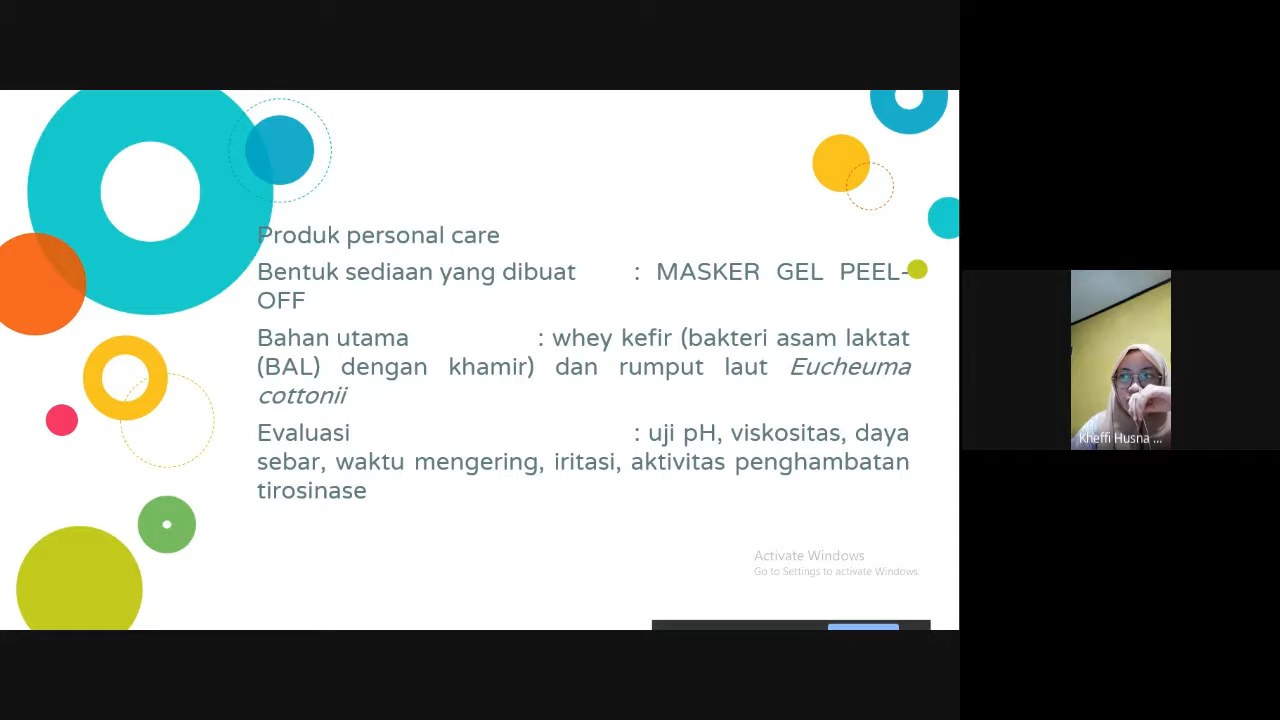 Produk personal care
Bentuk sediaan yang dibuat : MASKER GEL PEEL-
OFF
Bahan utama : whey kefir (bakteri asam laktat
(BAL) dengan khamir) dan rumput laut Eucheuma
cottonii
Evaluasi : uji pH, viskositas, daya
sebar, waktu mengering, iritasi, aktivitas penghambatan
tirosinase
Activate Windows
Go to Settings to activate Windows.
Kheffi Husna ...